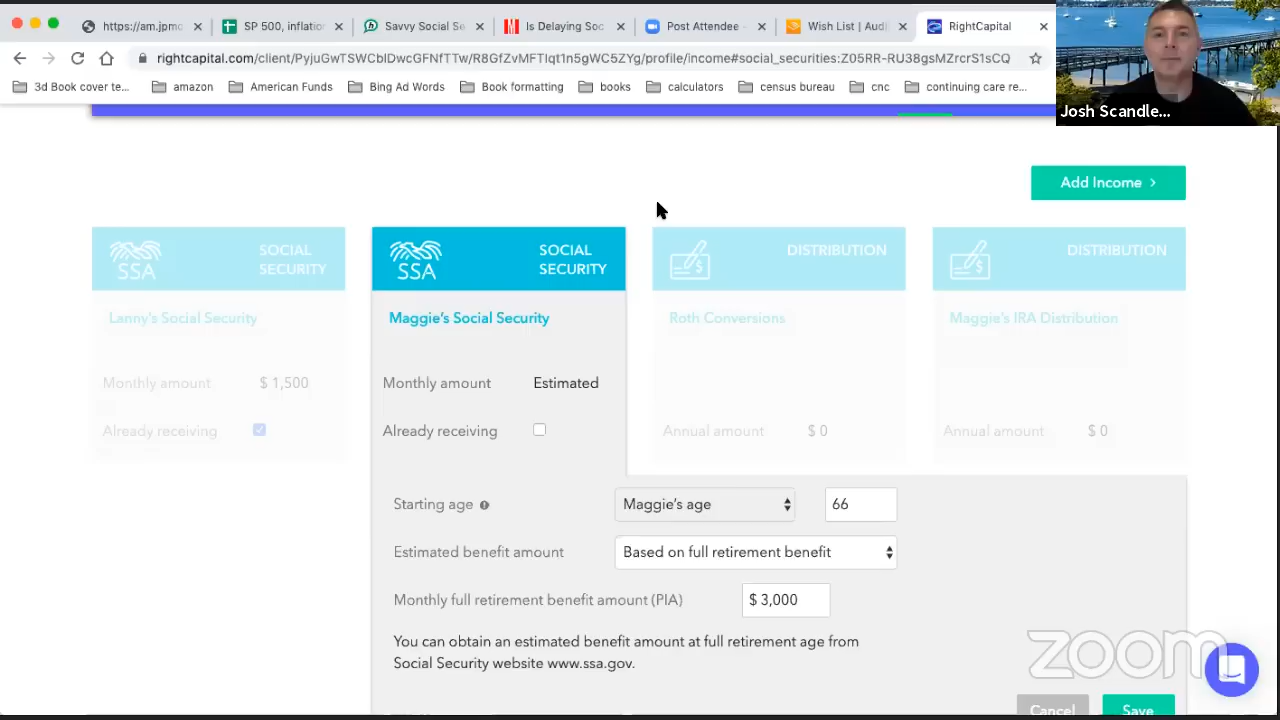 https://am.jpmo
SP 500, inflation
Savvy Social Se
Is Delaying Soc
Post Attendee
Wish List | Audi
RightCapital
rightcapital.com/client/PyjuGwTSWCbIDwcGFNfTTw/R8GfZvMFTlqt1n5gWC5ZYg/profile/income#social_securities:Z05RR-RU38gsMZrcrS1sCQ
3d Book cover te...
amazon
American Funds
Bing Ad Words
Book formatting
books
calculators
census bureau
cnc
continuing care re...
Josh Scandle...
Add Income
SSA
SOCIAL
SECURITY
Lanny's Social Security
Monthly amount $ 1,500
Already receiving
SSA
SOCIAL
SECURITY
Maggie's Social Security
Monthly amount Estimated
Already receiving
DISTRIBUTION
Roth Conversions
Annual amount $ 0
DISTRIBUTION
Maggie's IRA Distribution
Annual amount $ 0
Starting age Maggie's age 66
Estimated benefit amount Based on full retirement benefit
Monthly full retirement benefit amount (PIA) $ 3,000
You can obtain an estimated benefit amount at full retirement age from
Social Security website www.ssa.gov.
zoom
Cancel Save